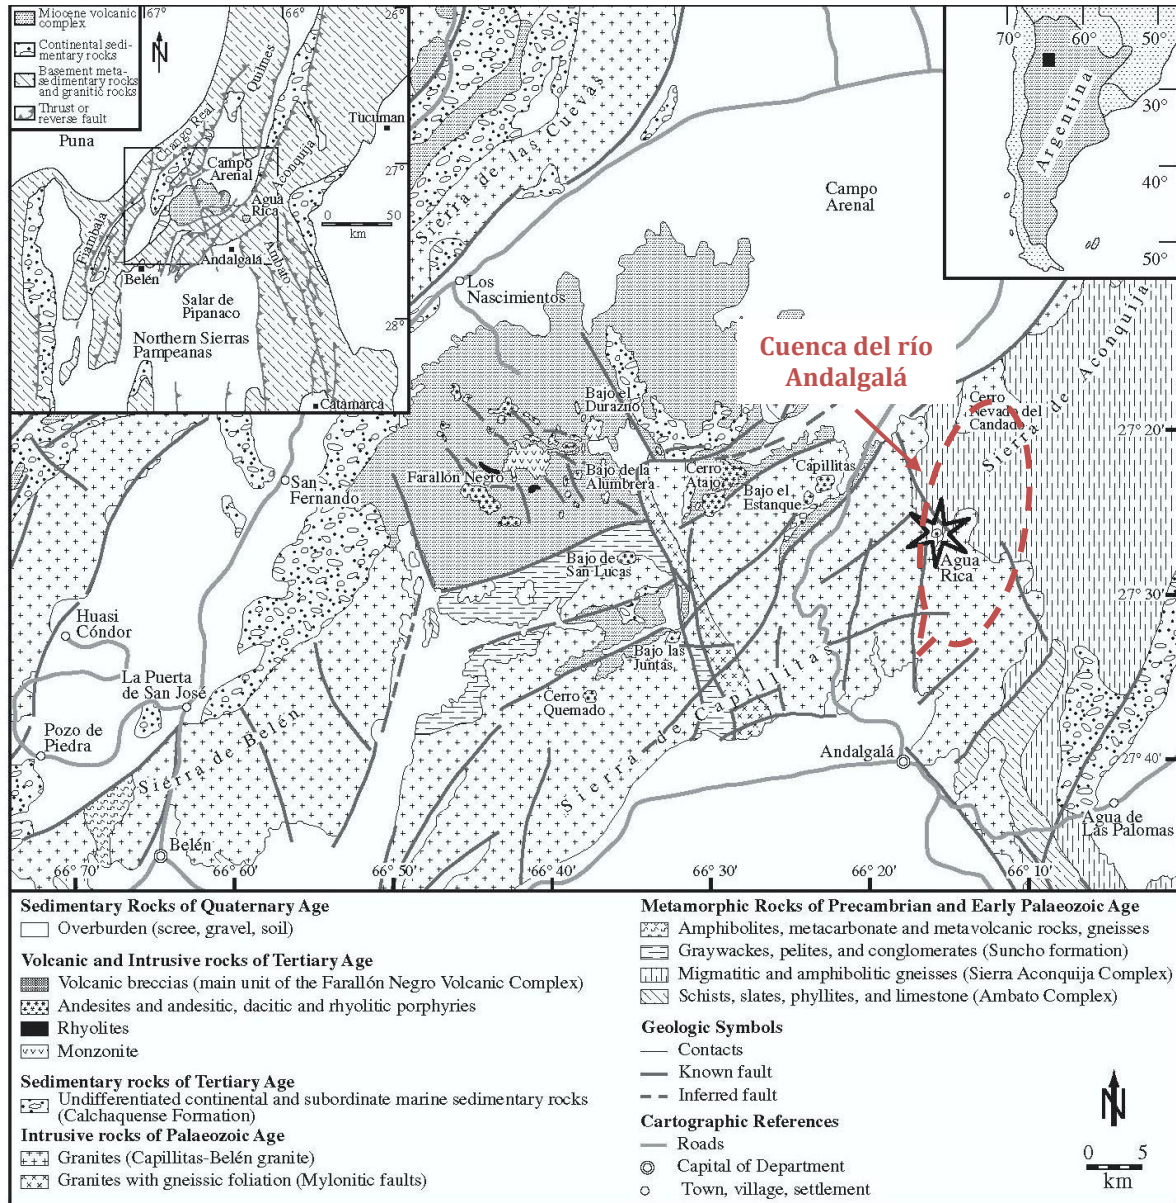 Miocene volcanic
complex
Continental sedi-
mentary rocks
Basement meta-
sedimentary rocks
and granitic rocks
Thrust or
reverse fault
N
67°
66°
26°
Puna
Chango Real
Quilmes
Tucuman
27°
Campo
Arenal
Aconquija
Agua
Rica
0 50
km
Fiambala
Andalgalá
Ambato
Belén
Salar de
Pipanaco
Northern Sierras
Pampeanas
28°
Catamarca
70° 60° 50°
30°
Argentina
40°
50°
Sierra de las Cuevas
Campo
Arenal
Los
Nascimientos
Cuenca del río
Andalgalá
Sierra de Aconquija
Cerro
Nevado del
Candado
27° 20'
Bajo el
Durazno
San
Fernando
Farallón Negro
Bajo de la
Alumbrera
Cerro
Atajo
Capillitas
Bajo el
Estanque
Agua
Rica
Bajo de
San Lucas
27° 30'
Huasi
Cóndor
Bajo las
Juntas
La Puerta
de San José
Cerro
Quemado
Pozo de
Piedra
Sierra de Belén
Sierra de Capillitas
Andalgalá
27° 40'
Agua de
Las Palomas
Belén
66° 70' 66° 60' 66° 50' 66° 40' 66° 30' 66° 20' 66° 10'
Sedimentary Rocks of Quaternary Age
Overburden (scree, gravel, soil)
Volcanic and Intrusive rocks of Tertiary Age
Volcanic breccias (main unit of the Farallón Negro Volcanic Complex)
Andesites and andesitic, dacitic and rhyolitic porphyries
Rhyolites
Monzonite
Sedimentary rocks of Tertiary Age
Undifferentiated continental and subordinate marine sedimentary rocks
(Calchaquense Formation)
Intrusive rocks of Palaeozoic Age
Granites (Capillitas-Belén granite)
Granites with gneissic foliation (Mylonitic faults)
Metamorphic Rocks of Precambrian and Early Palaeozoic Age
Amphibolites, metacarbonate and metavolcanic rocks, gneisses
Graywackes, pelites, and conglomerates (Suncho formation)
Migmatitic and amphibolitic gneisses (Sierra Aconquija Complex)
Schists, slates, phyllites, and limestone (Ambato Complex)
Geologic Symbols
Contacts
Known fault
Inferred fault
Cartographic References
Roads
Capital of Department
Town, village, settlement
N
0 5
km